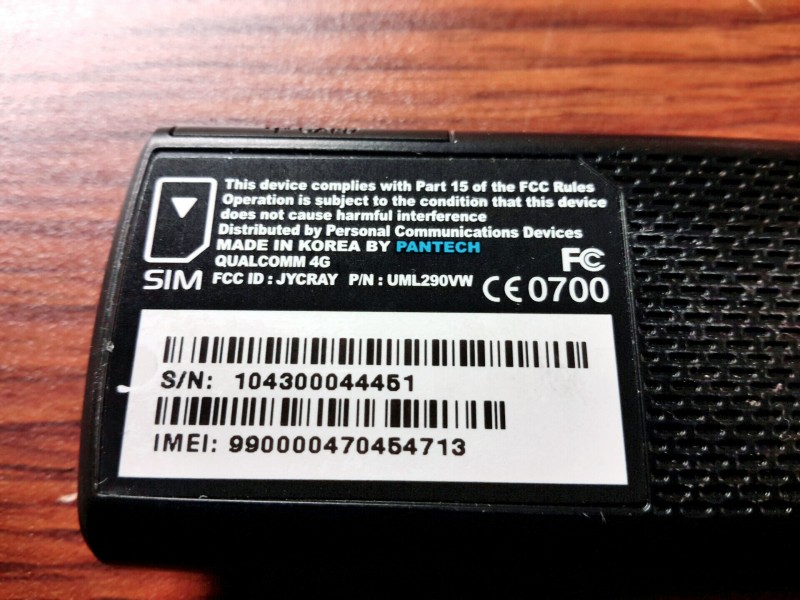 This device complies with Part 15 of the FCC Rules
Operation is subject to the condition that this device
does not cause harmful interference
Distributed by Personal Communications Devices
MADE IN KOREA BY PANTECH
QUALCOMM 4G
FC
SIM FCC ID : JYCRAY P/N : UML290VW CE0700
S/N: 104300044451
IMEI: 990000470454713